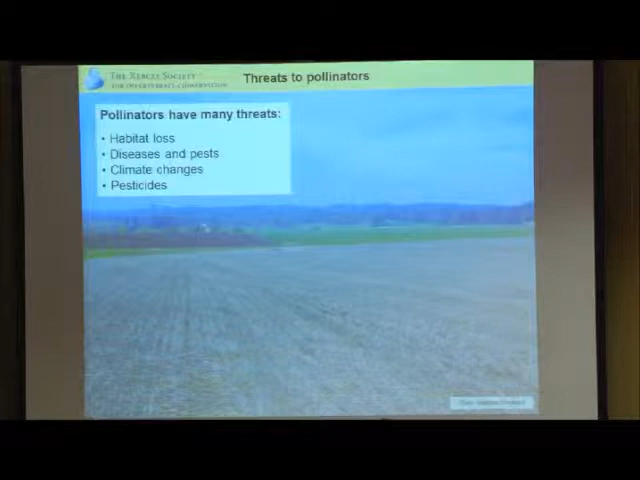 THE XERCES SOCIETY
FOR INVERTEBRATE CONSERVATION
Threats to pollinators
Pollinators have many threats:
• Habitat loss
• Diseases and pests
• Climate changes
• Pesticides